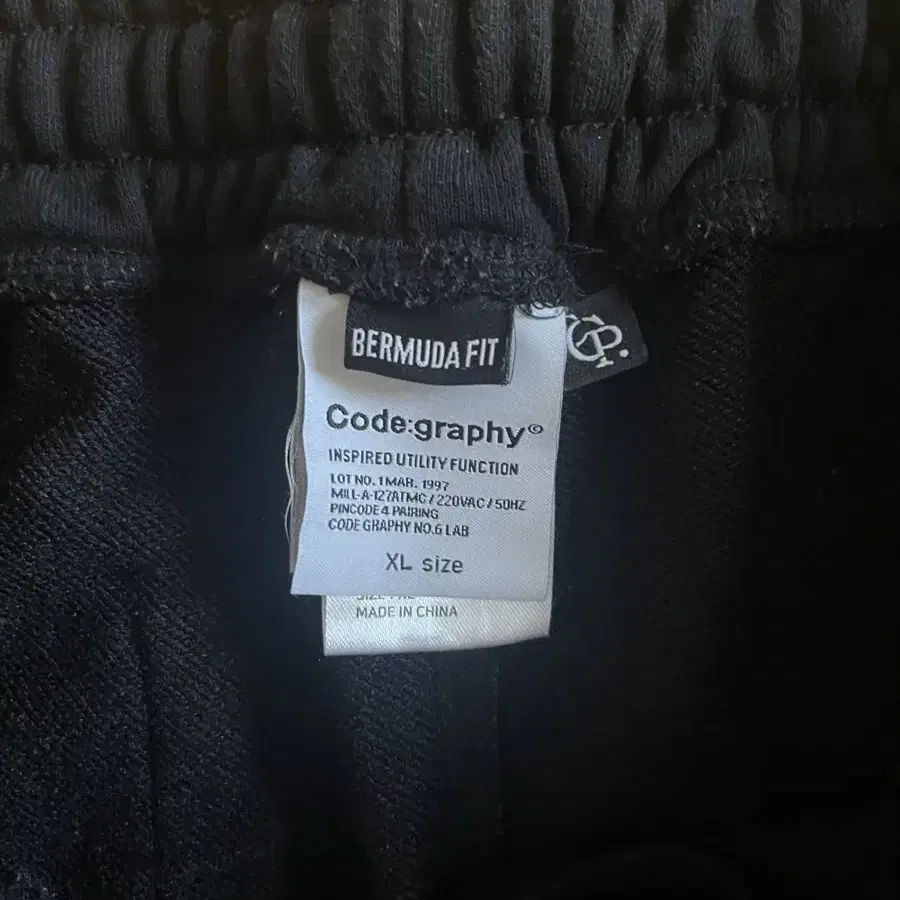 BERMUDA FIT
Code:graphy©
INSPIRED UTILITY FUNCTION
LOT NO. 1 MAR. 1997
MILL-A-127ATMC / 220VAC / 50HZ
PINCODE 4 PAIRING
CODE GRAPHY NO.6 LAB
XL size
MADE IN CHINA